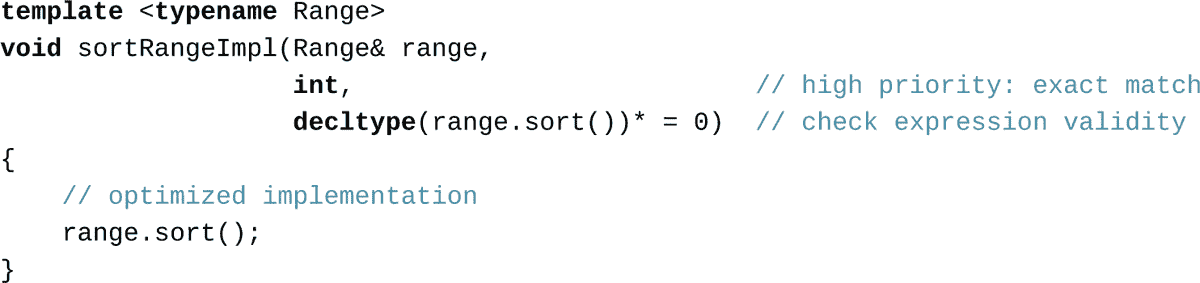 template <typename Range>
void sortRangeImpl(Range& range,
                   int,                          // high priority: exact match
                   decltype(range.sort())* = 0)  // check expression validity
{
    // optimized implementation
    range.sort();
}